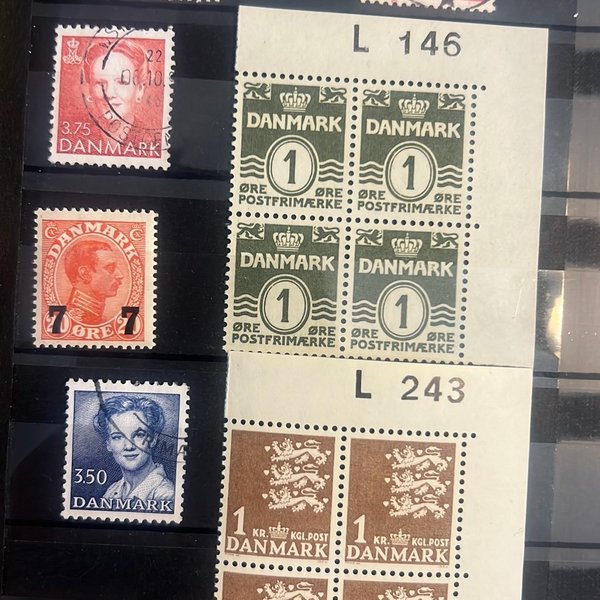 22
3.75
DANMARK
DANMARK
7 7
ØRE
3.50
DANMARK
L 146
DANMARK
1
ØRE ØRE
POSTFRIMÆRKE
DANMARK
1
ØRE ØRE
POSTFRIMÆRKE
DANMARK
1
ØRE ØRE
POSTFRIMÆRKE
DANMARK
1
ØRE ØRE
POSTFRIMÆRKE
L 243
1 KR. KGL.POST
DANMARK
1 KR. KGL.POST
DANMARK